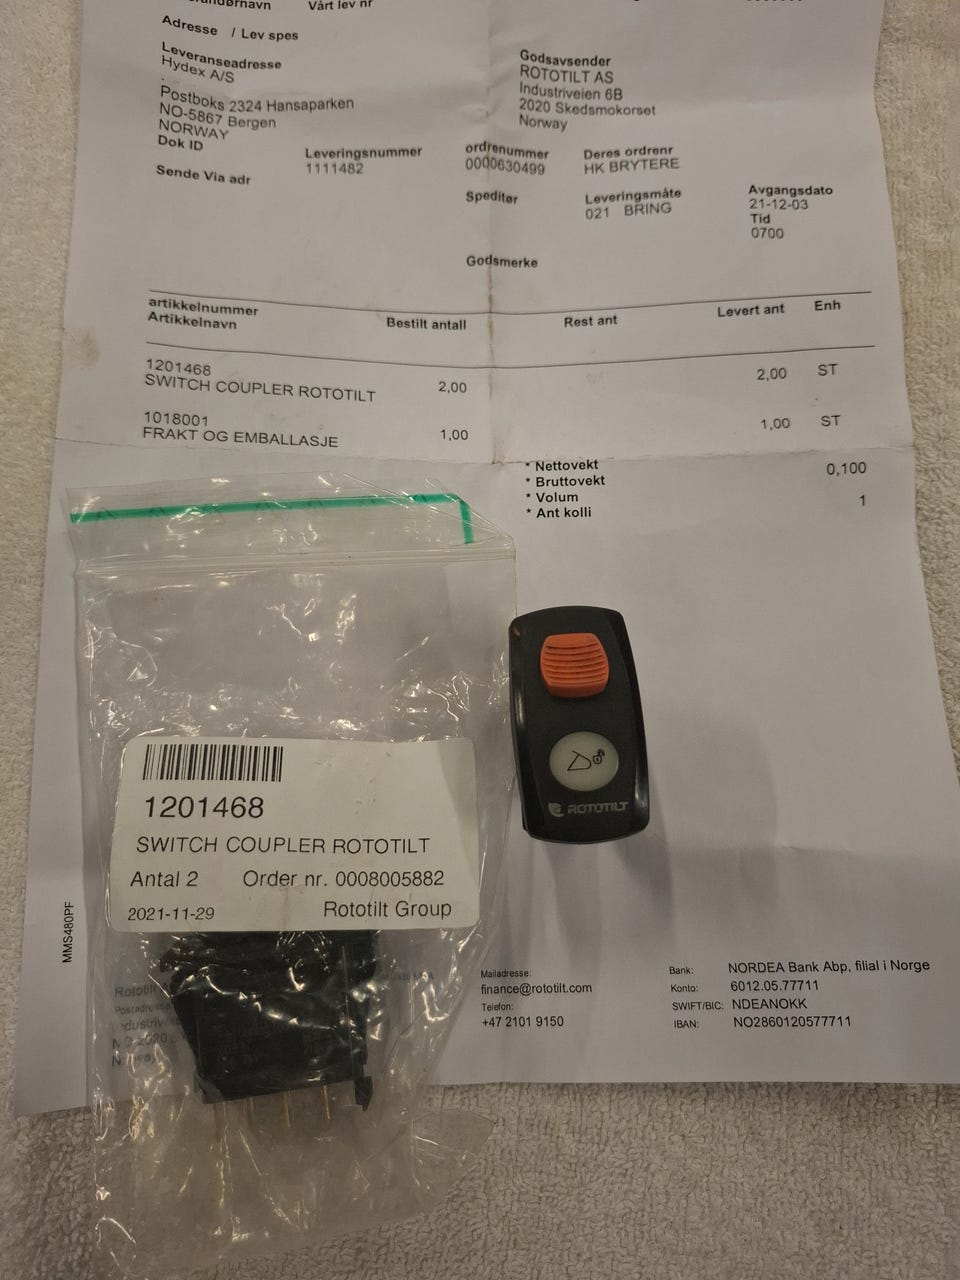 Vårt lev nr
Adresse / Lev spes
Leveranseadresse
Hydex A/S
.
Postboks 2324 Hansaparken
NO-5867 Bergen
NORWAY
Dok ID
Godsavsender
ROTOTILT AS
Industriveien 6B
2020 Skedsmokorset
Norway
Leveringsnummer
1111482
ordrenummer
0000630499
Deres ordrenr
HK BRYTERE
Sende Via adr
Speditør
Leveringsmåte
021 BRING
Avgangsdato
21-12-03
Tid
0700
Godsmerke
artikkelnummer
Artikkelnavn Bestilt antall Rest ant Levert ant Enh
1201468
SWITCH COUPLER ROTOTILT 2,00 2,00 ST
1018001
FRAKT OG EMBALLASJE 1,00 1,00 ST
* Nettovekt 0,100
* Bruttovekt
* Volum 1
* Ant kolli
1201468
SWITCH COUPLER ROTOTILT
Antal 2 Order nr. 0008005882
2021-11-29 Rototilt Group
ROTOTILT
MMS480PF
Rototilt
Mailadresse:
finance@rototilt.com
Telefon:
+47 2101 9150
Bank: NORDEA Bank Abp, filial i Norge
Konto: 6012.05.77711
SWIFT/BIC: NDEANOKK
IBAN: NO2860120577711